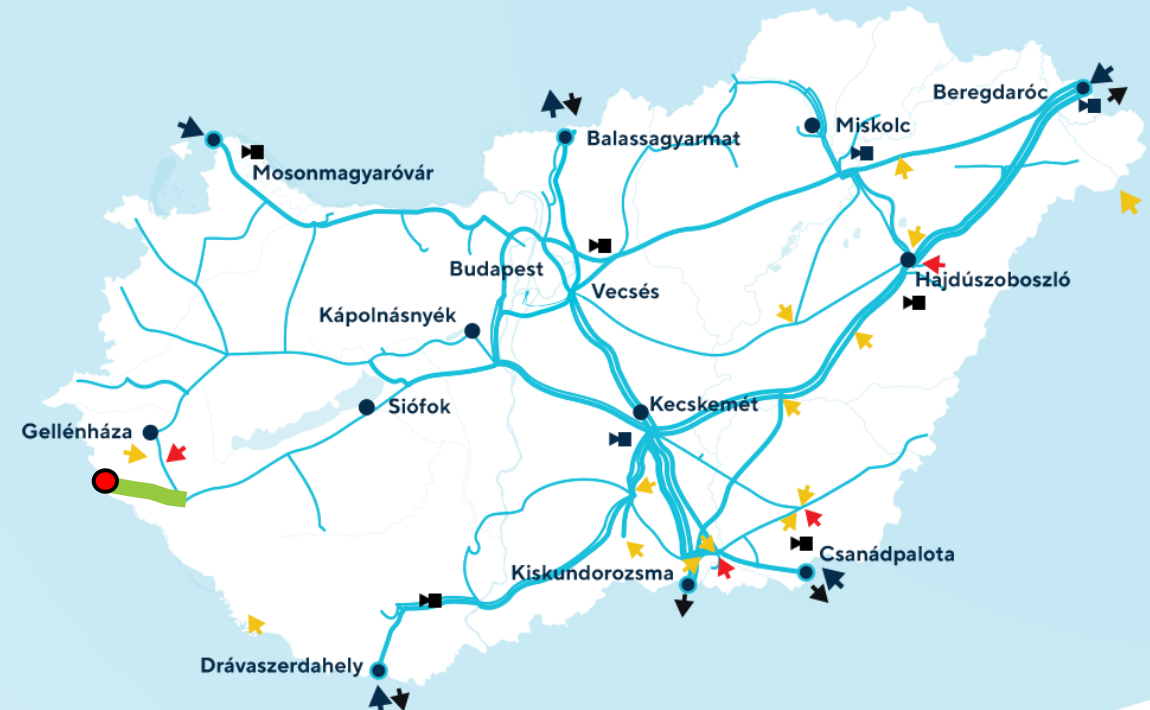 Beregdaróc
Balassagyarmat
Miskolc
Mosonmagyaróvár
Budapest
Hajdúszoboszló
Vecsés
Kápolnásnyék
Kecskemét
Siófok
Gellénháza
Csanádpalota
Kiskundorozsma
Drávaszerdahely